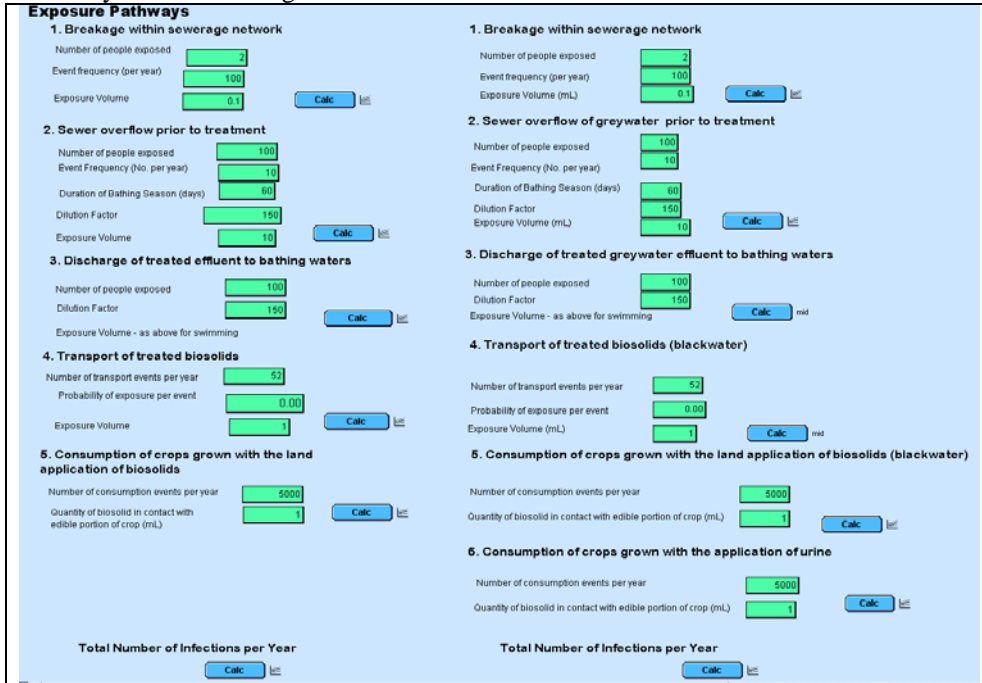 Exposure Pathways
1. Breakage within sewerage network
Number of people exposed 2
Event frequency (per year) 100
Exposure Volume 0.1 Calc
2. Sewer overflow prior to treatment
Number of people exposed 100
Event Frequency (No. per year) 10
Duration of Bathing Season (days) 60
Dilution Factor 150
Exposure Volume 10 Calc
3. Discharge of treated effluent to bathing waters
Number of people exposed 100
Dilution Factor 150 Calc
Exposure Volume - as above for swimming
4. Transport of treated biosolids
Number of transport events per year 52
Probability of exposure per event 0.00
Exposure Volume 1 Calc
5. Consumption of crops grown with the land
application of biosolids
Number of consumption events per year 5000
Quantity of biosolid in contact with
edible portion of crop (mL) 1 Calc
Total Number of Infections per Year
Calc
1. Breakage within sewerage network
Number of people exposed 2
Event frequency (per year) 100
Exposure Volume (mL) 0.1 Calc
2. Sewer overflow of greywater prior to treatment
Number of people exposed 100
Event Frequency (No. per year) 10
Duration of Bathing Season (days) 60
Dilution Factor 150
Exposure Volume (mL) 10 Calc
3. Discharge of treated greywater effluent to bathing waters
Number of people exposed 100
Dilution Factor 150
Exposure Volume - as above for swimming Calc mid
4. Transport of treated biosolids (blackwater)
Number of transport events per year 52
Probability of exposure per event 0.00
Exposure Volume (mL) 1 Calc mid
5. Consumption of crops grown with the land application of biosolids (blackwater)
Number of consumption events per year 5000
Quantity of biosolid in contact with edible portion of crop (mL) 1 Calc
6. Consumption of crops grown with the application of urine
Number of consumption events per year 5000
Quantity of biosolid in contact with edible portion of crop (mL) 1 Calc
Total Number of Infections per Year
Calc